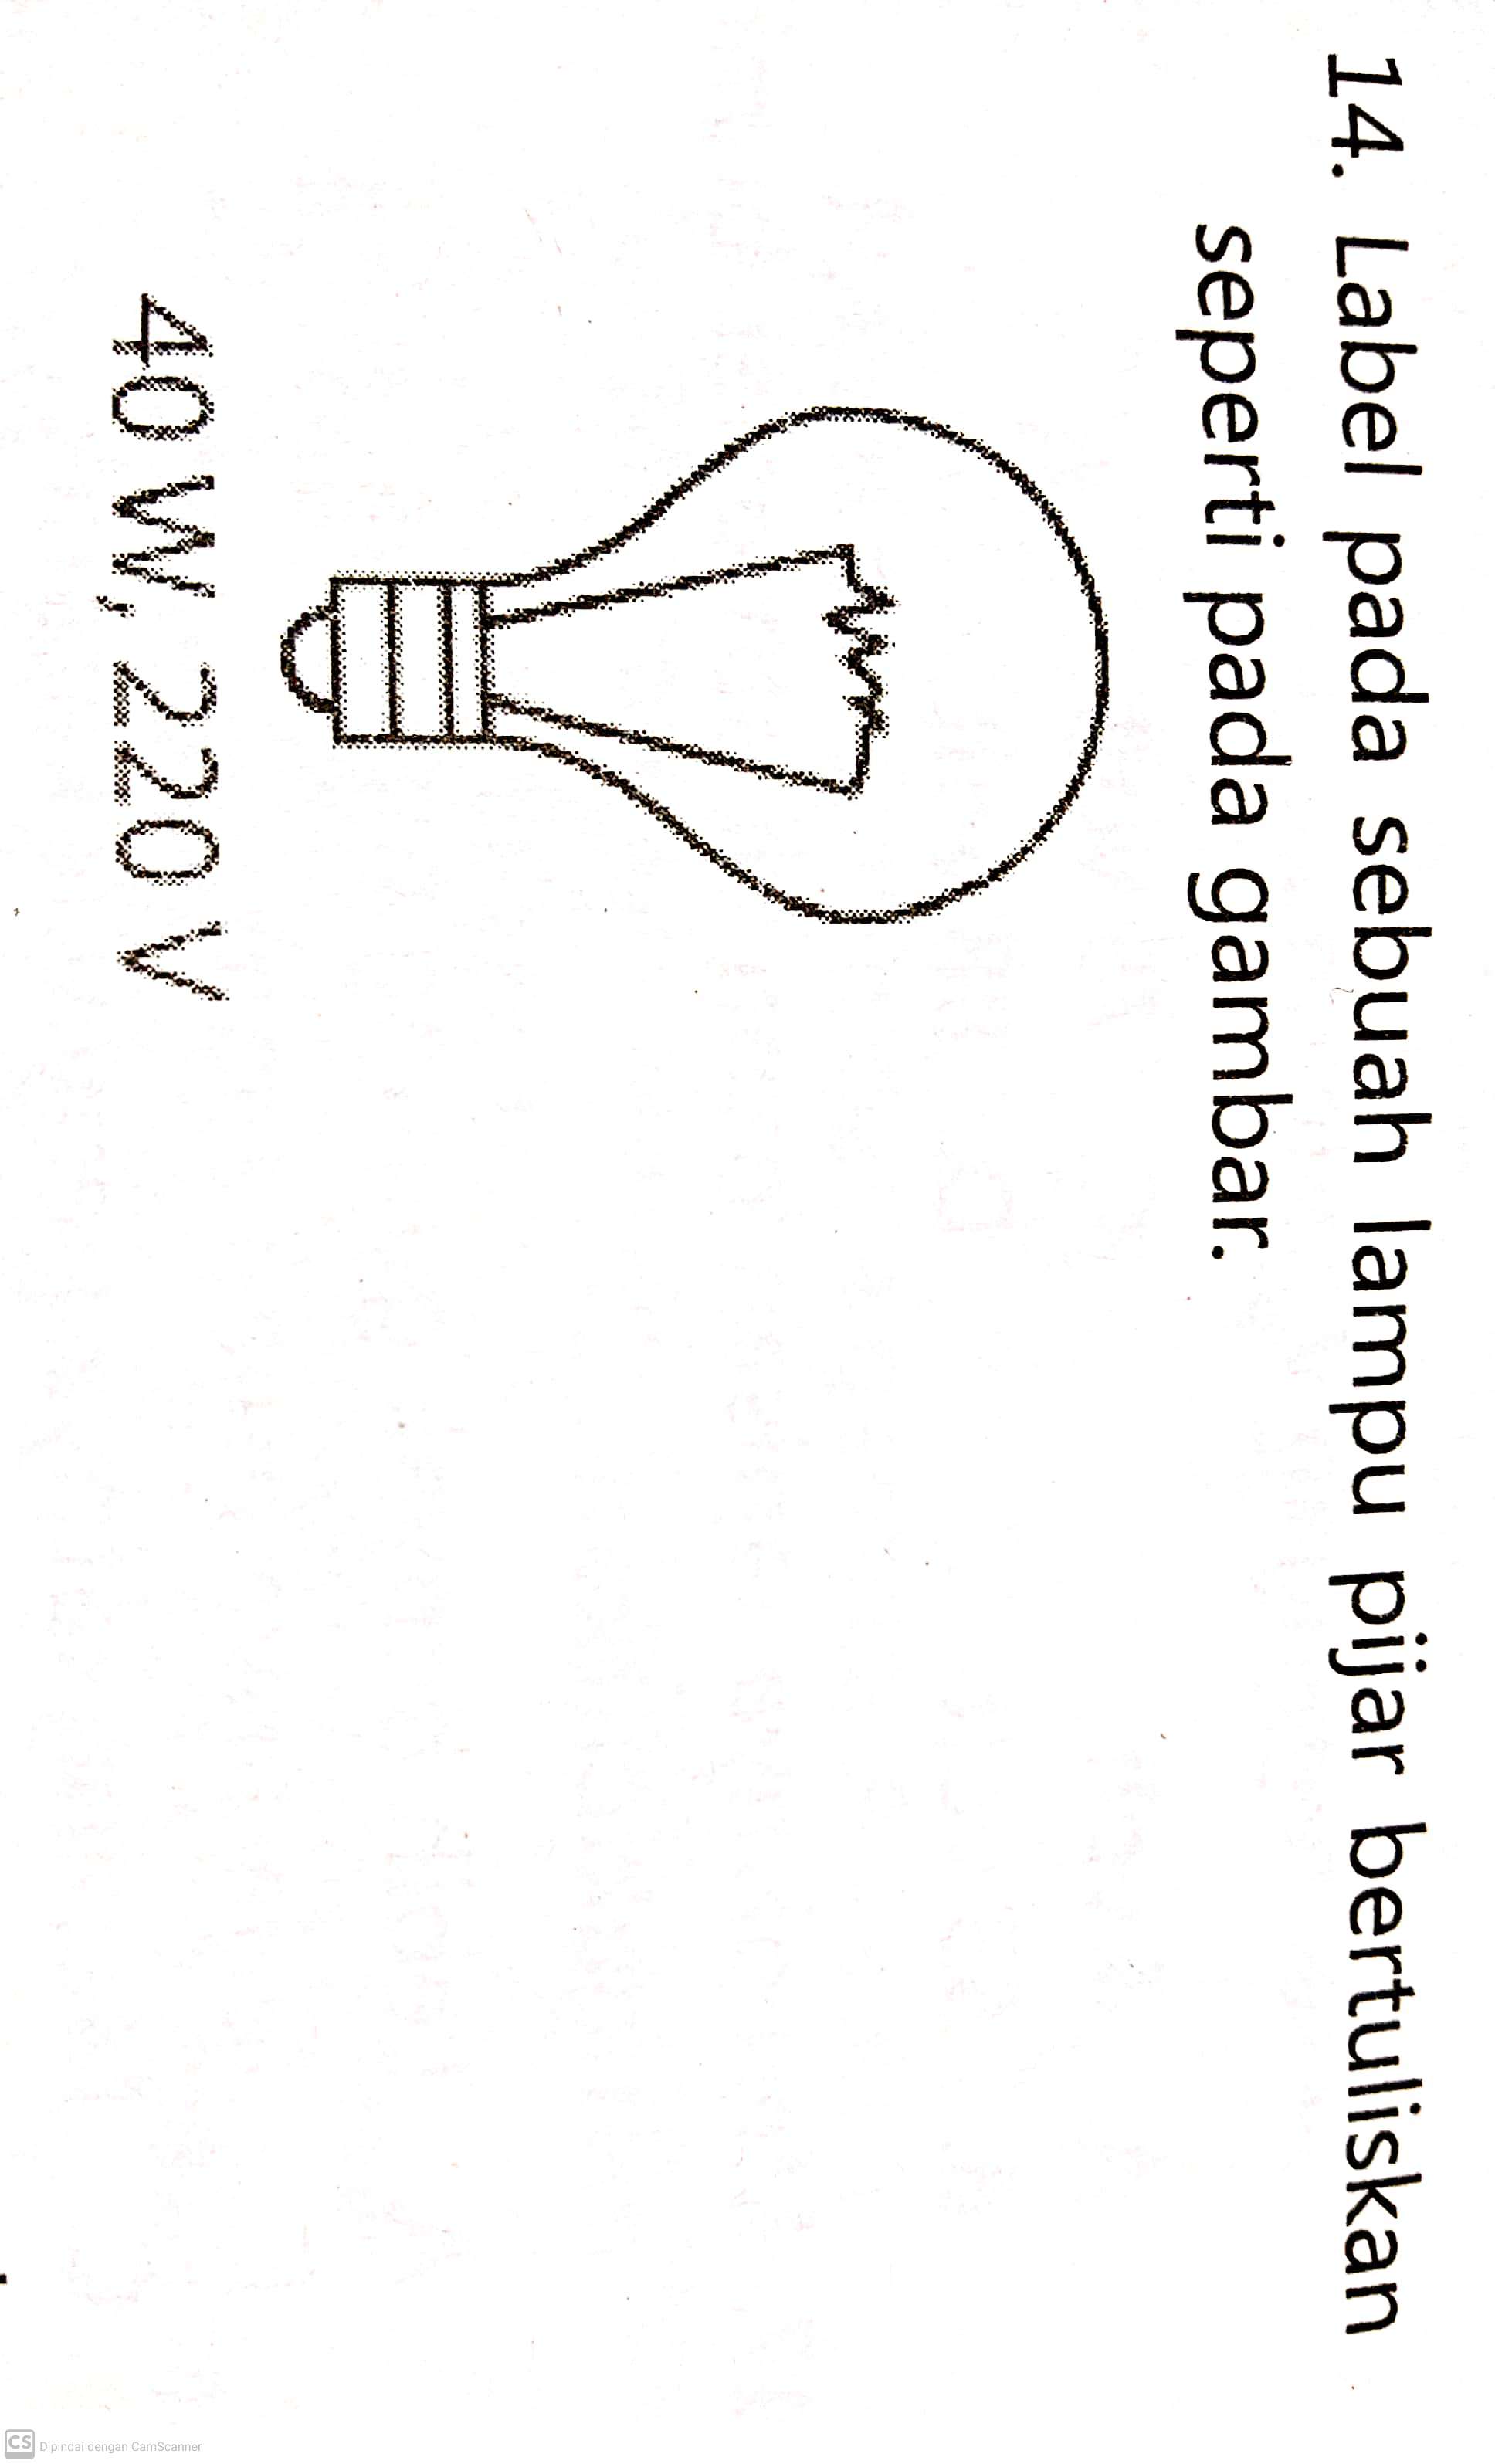 14. Label pada sebuah lampu pijar bertuliskan
seperti pada gambar.
40 W, 220 V
CS Dipindai dengan CamScanner